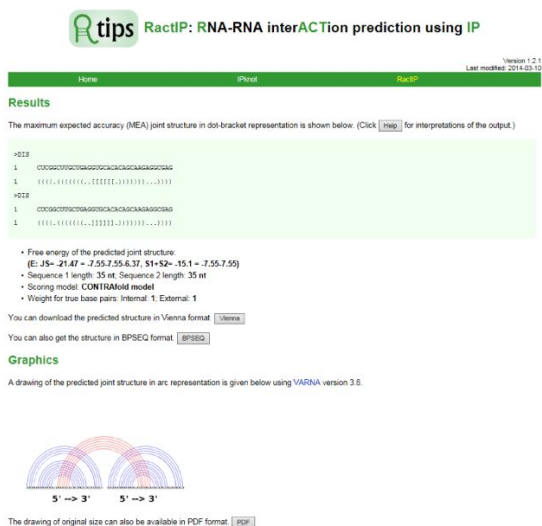 Rtips RactIP: RNA-RNA interACTion prediction using IP
Version 1.2.1
Last modified: 2014-03-10
Home IPknot RactIP
Results
The maximum expected accuracy (MEA) joint structure in dot-bracket representation is shown below. (Click Help for interpretations of the output.)
>DIS
1 CUCGGCUUGCUGAGGUGCACACAGCAAGAGGCGAG
1 ((((.(((((((..[[[[[[.)))))))...))))
>DIS
1 CUCGGCUUGCUGAGGUGCACACAGCAAGAGGCGAG
1 ((((.(((((((..]]]]]].)))))))...))))
• Free energy of the predicted joint structure:
(E: JS= -21.47 = -7.55-7.55-6.37, S1+S2= -15.1 = -7.55-7.55)
• Sequence 1 length: 35 nt, Sequence 2 length: 35 nt
• Scoring model: CONTRAfold model
• Weight for true base pairs: Internal: 1; External: 1
You can download the predicted structure in Vienna format. Vienna
You can also get the structure in BPSEQ format. BPSEQ
Graphics
A drawing of the predicted joint structure in arc representation is given below using VARNA version 3.8.
5' --> 3' 5' --> 3'
The drawing of original size can also be available in PDF format. PDF